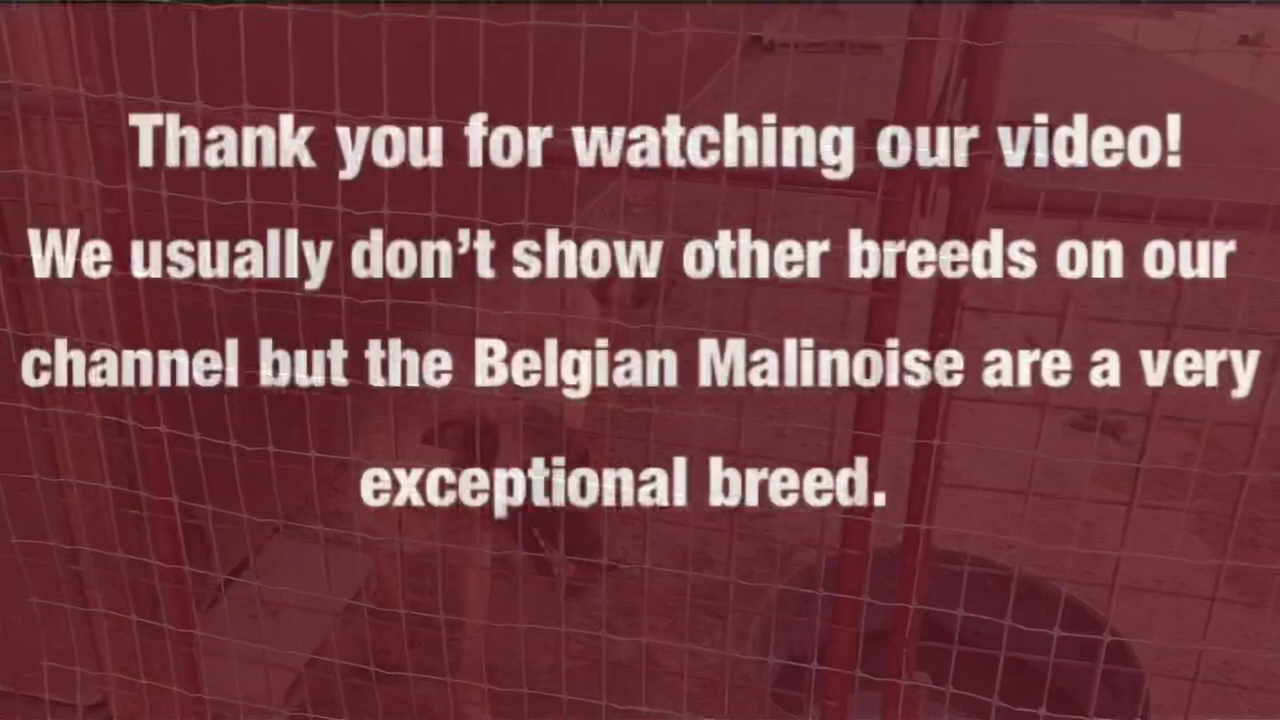 Thank you for watching our video!
We usually don’t show other breeds on our
channel but the Belgian Malinoise are a very
exceptional breed.